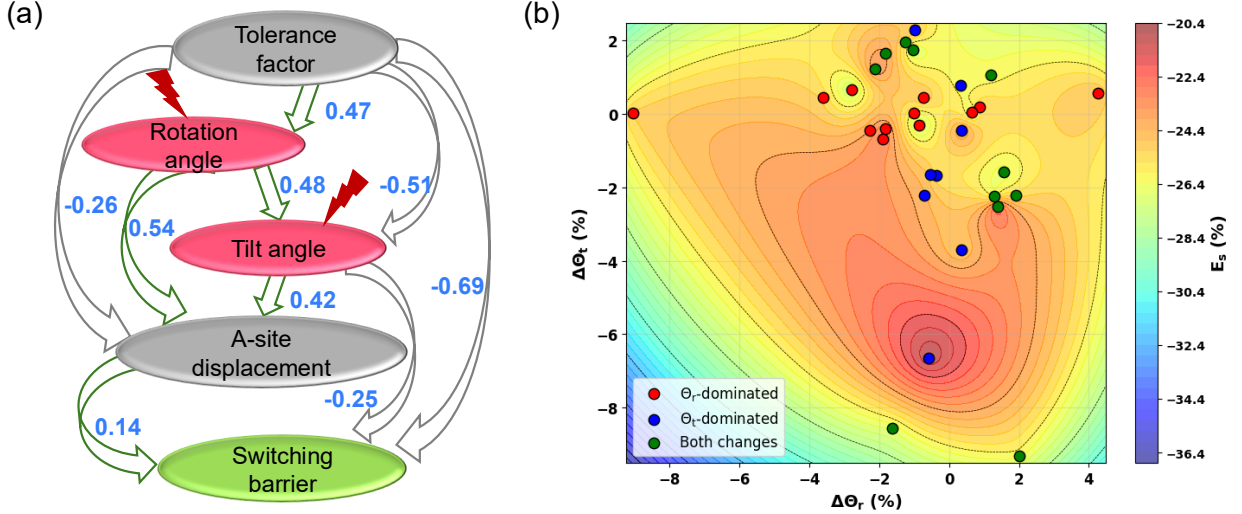 (a)
Tolerance
factor
0.47
Rotation
angle
-0.26
0.54
0.48
-0.51
Tilt angle
-0.69
0.42
A-site
displacement
-0.25
0.14
Switching
barrier
(b)
2
0
−2
−4
−6
−8
ΔΘt (%)
−8
−6
−4
−2
0
2
4
ΔΘr (%)
Θr-dominated
Θt-dominated
Both changes
−20.4
−22.4
−24.4
−26.4
−28.4
−30.4
−32.4
−34.4
−36.4
Es (%)